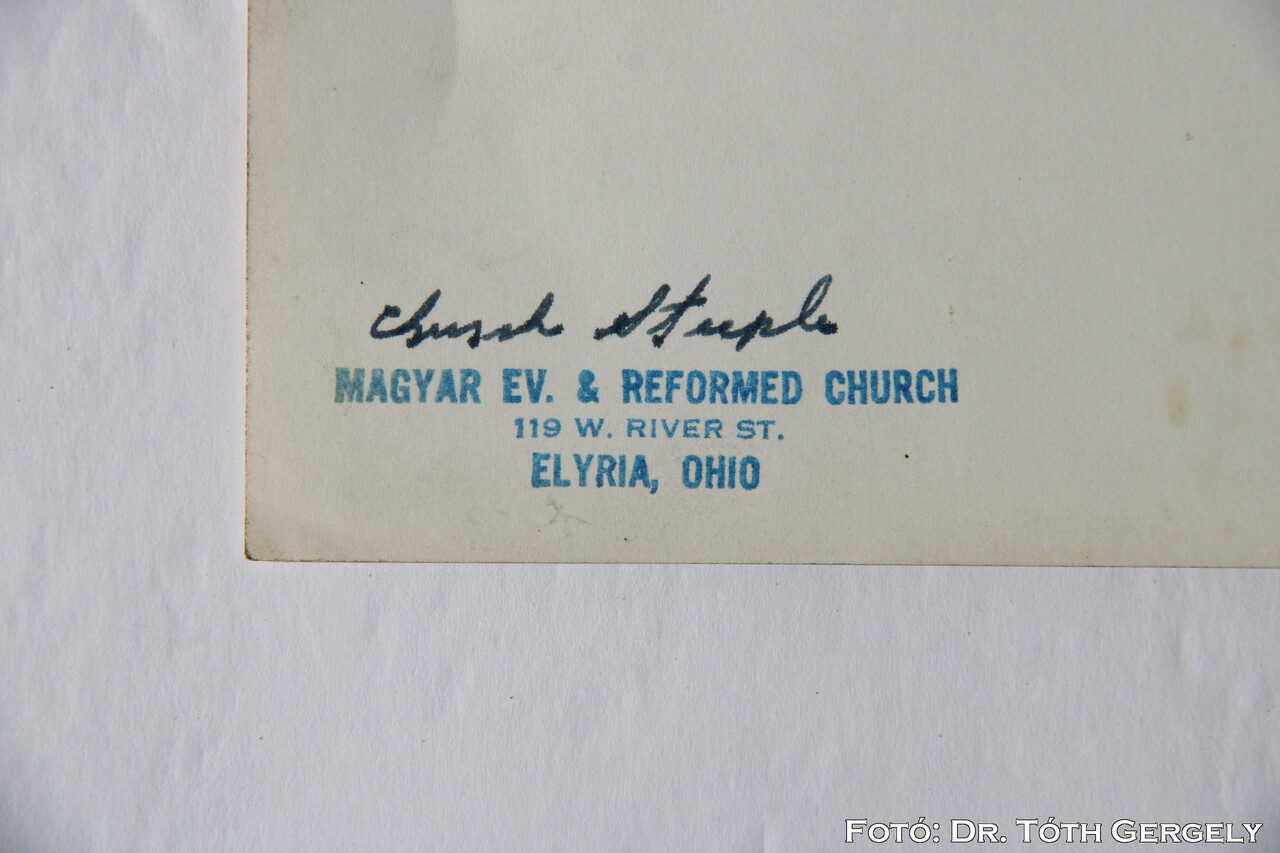 Church Steeple
MAGYAR EV. & REFORMED CHURCH
119 W. RIVER ST.
ELYRIA, OHIO
Fotó: Dr. Tóth Gergely